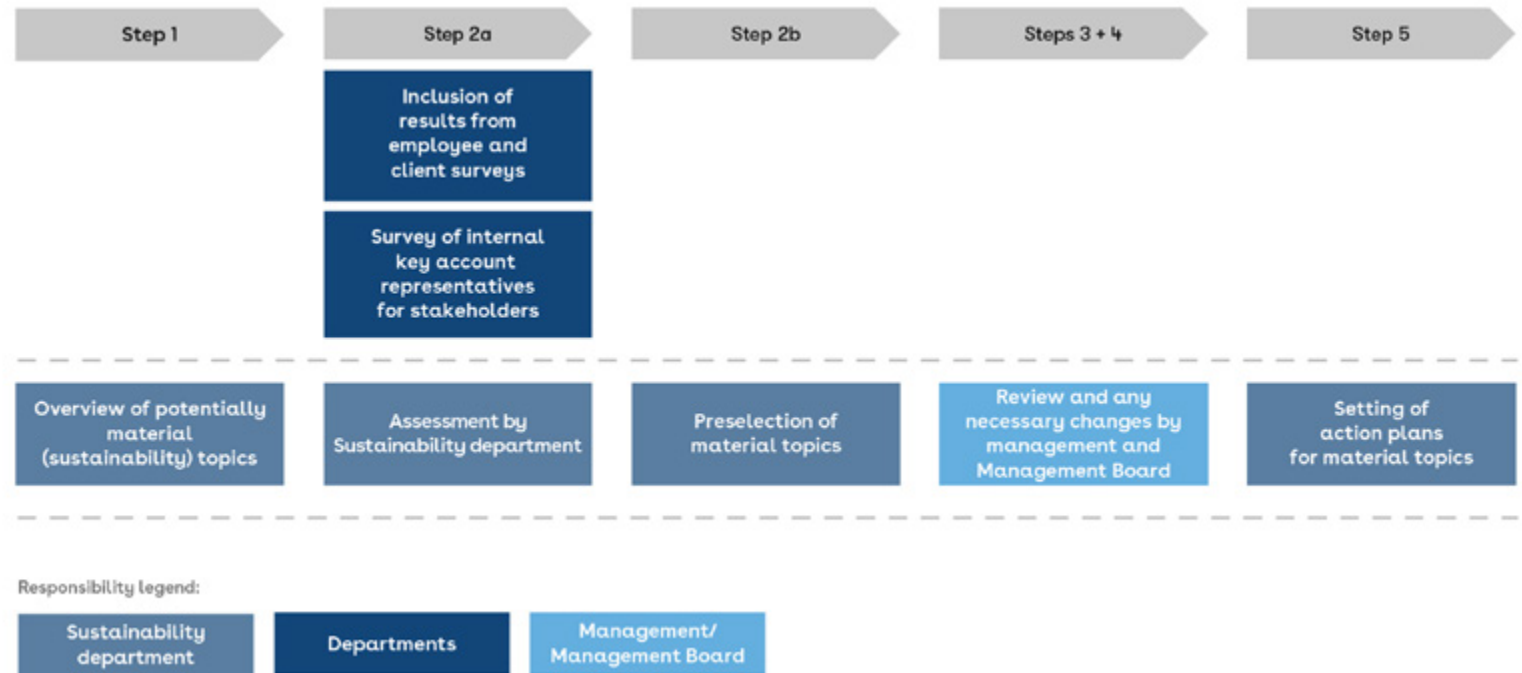 Step 1
Step 2a
Step 2b
Steps 3 + 4
Step 5
Inclusion of
results from
employee and
client surveys
Survey of internal
key account
representatives
for stakeholders
Overview of potentially
material
(sustainability) topics
Assessment by
Sustainability department
Preselection of
material topics
Review and any
necessary changes by
management and
Management Board
Setting of
action plans
for material topics
Responsibility legend:
Sustainability
department
Departments
Management/
Management Board